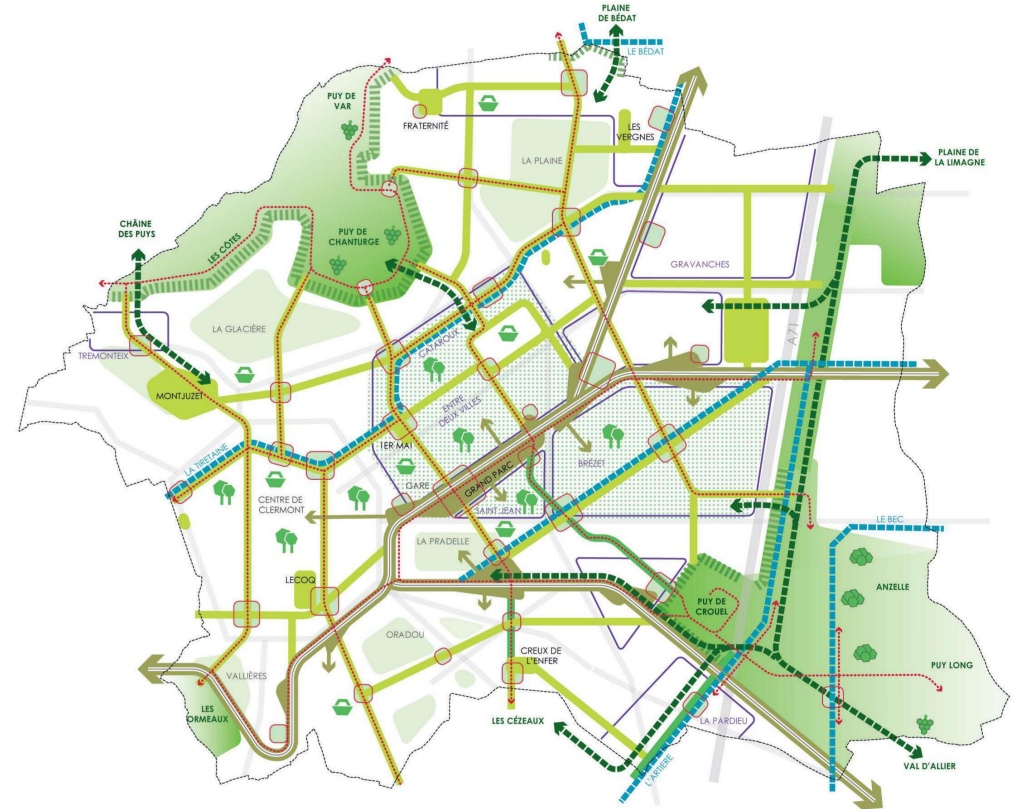 PLAINE
DE BÉDAT
LE BÉDAT
PUY DE
VAR
FRATERNITÉ
LES
VERGNES
LA PLAINE
PLAINE DE
LA LIMAGNE
CHÂINE
DES PUYS
LES CÔTES
PUY DE
CHANTURGE
GRAVANCHES
LA GLACIÈRE
A71
TREMONTEIX
CATAROUX
MONTJUZET
ENTRE
DEUX VILLES
1ER MAI
BRÉZET
LA TIRETAINE
GARE
GRAND PARC
CENTRE DE
CLERMONT
SAINT JEAN
LE BEC
LA PRADELLE
ANZELLE
LECOQ
PUY DE
CROUEL
ORADOU
CREUX DE
L'ENFER
PUY LONG
VALLIÈRES
LES
ORMEAUX
LES CÉZEAUX
LA PARDIEU
L'ARTIÈRE
VAL D'ALLIER